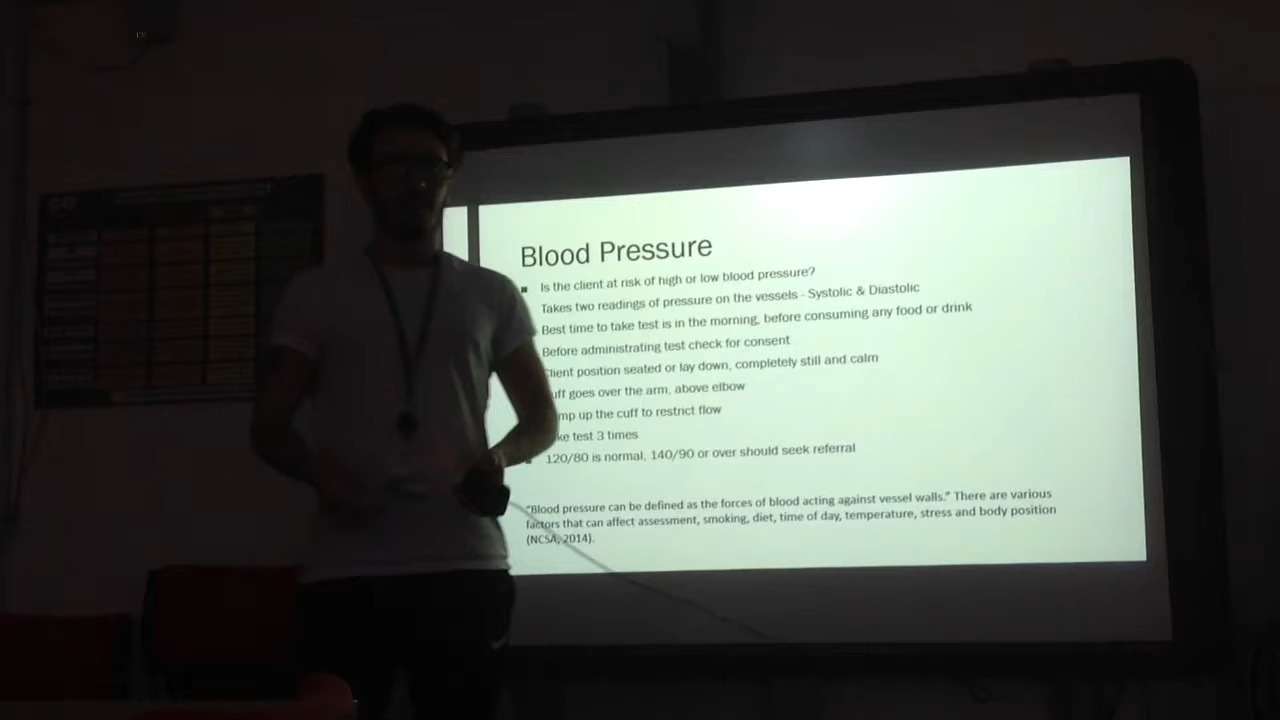 Blood Pressure
Is the client at risk of high or low blood pressure?
Takes two readings of pressure on the vessels - Systolic & Diastolic
Best time to take test is in the morning, before consuming any food or drink
Before administrating test check for consent
lient position seated or lay down, completely still and calm
uff goes over the arm, above elbow
mp up the cuff to restrict flow
ke test 3 times
120/80 is normal, 140/90 or over should seek referral
"Blood pressure can be defined as the forces of blood acting against vessel walls." There are various
factors that can affect assessment, smoking, diet, time of day, temperature, stress and body position
(NCSA, 2014).